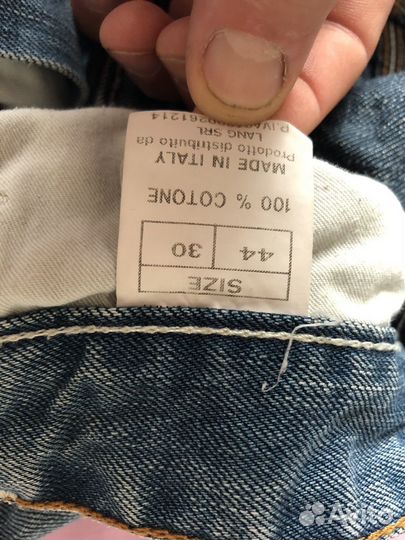 SIZE
44 30
100 % COTONE
MADE IN ITALY
Prodotto distribuito da
LANG SRL
Avito